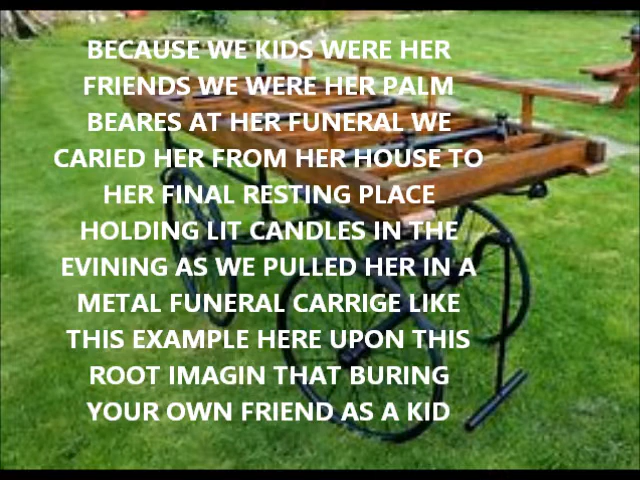 BECAUSE WE KIDS WERE HER
FRIENDS WE WERE HER PALM
BEARES AT HER FUNERAL WE
CARIED HER FROM HER HOUSE TO
HER FINAL RESTING PLACE
HOLDING LIT CANDLES IN THE
EVINING AS WE PULLED HER IN A
METAL FUNERAL CARRIGE LIKE
THIS EXAMPLE HERE UPON THIS
ROOT IMAGIN THAT BURING
YOUR OWN FRIEND AS A KID